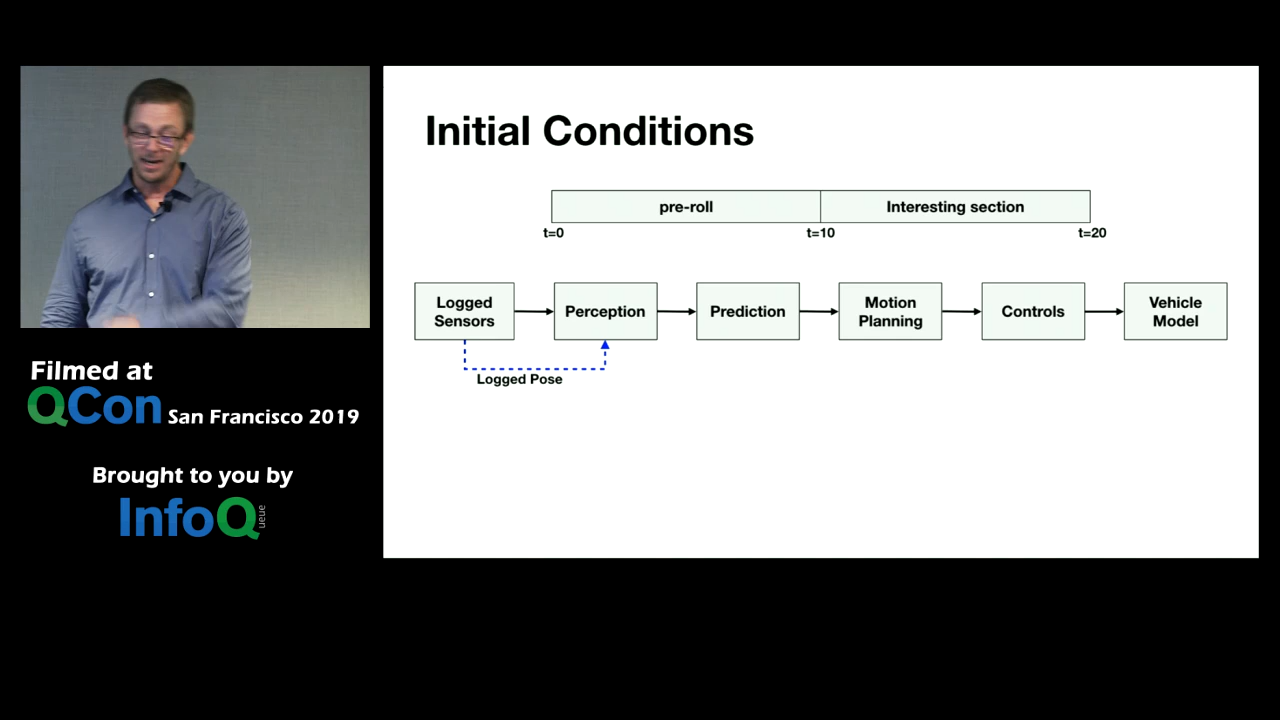 Initial Conditions
pre-roll
Interesting section
t=0
t=10
t=20
Logged
Sensors
Perception
Prediction
Motion
Planning
Controls
Vehicle
Model
Logged Pose
Filmed at
QCon San Francisco 2019
Brought to you by
InfoQueue